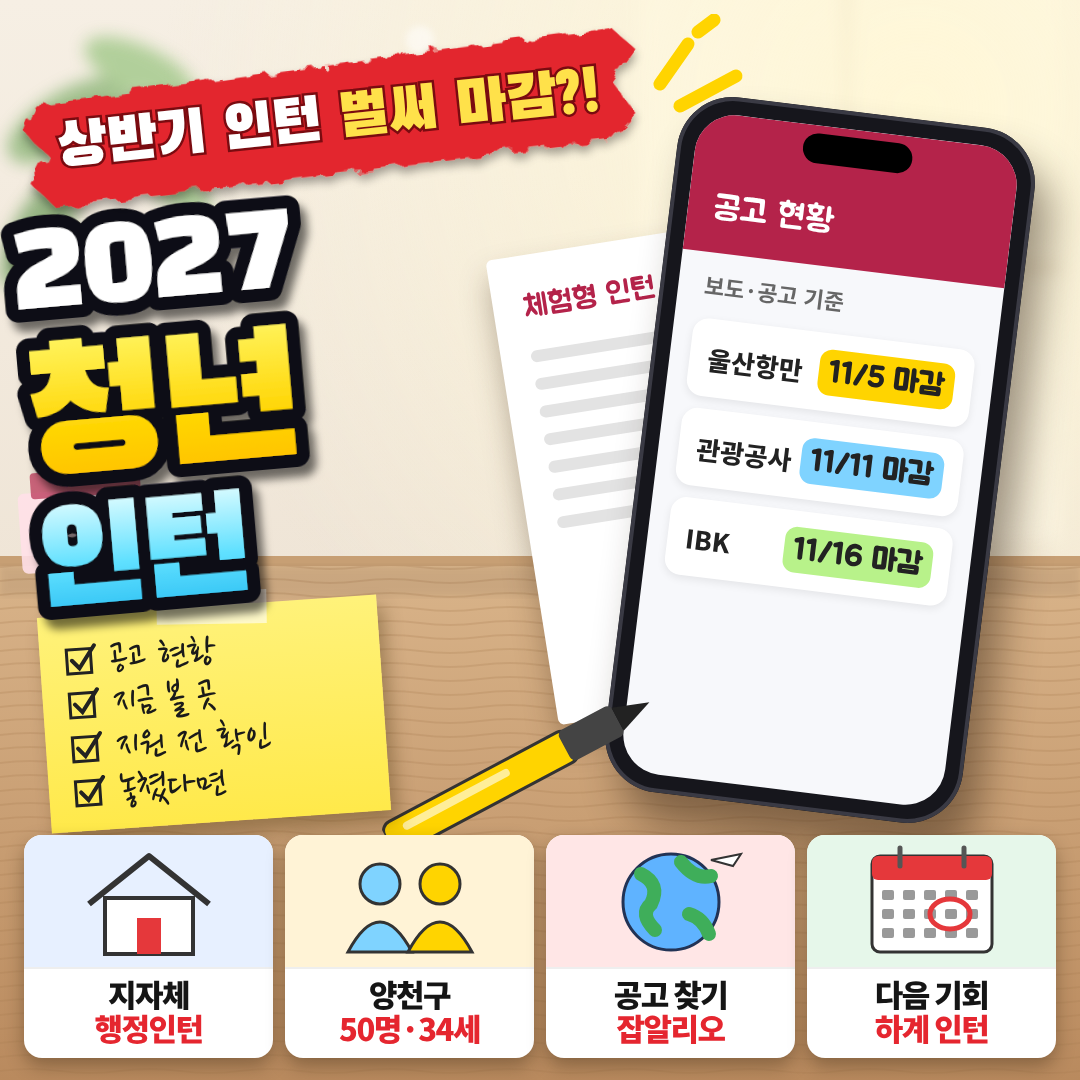 상반기 인턴 벌써 마감?!
2027
청년
인턴
체험형 인턴
공고 현황
보도·공고 기준
울산항만 11/5 마감
관광공사 11/11 마감
IBK 11/16 마감
공고 현황
지금 볼 곳
지원 전 확인
놓쳤다면
지자체
행정인턴
양천구
50명·34세
공고 찾기
잡알리오
다음 기회
하계 인턴